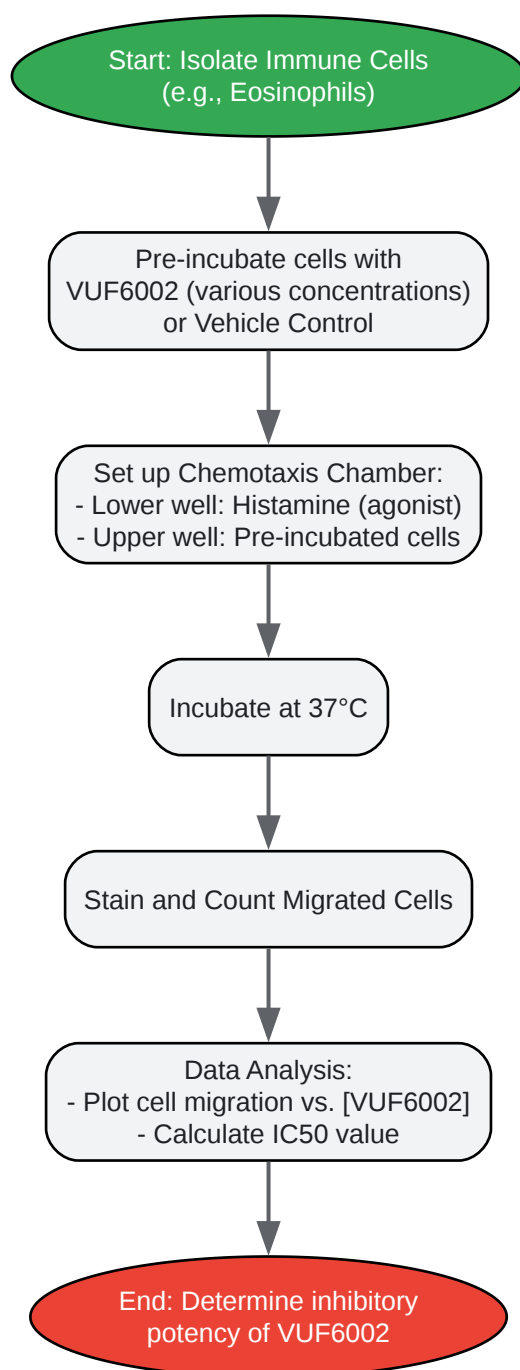 Start: Isolate Immune Cells
(e.g., Eosinophils)
Pre-incubate cells with
VUF6002 (various concentrations)
or Vehicle Control
Set up Chemotaxis Chamber:
- Lower well: Histamine (agonist)
- Upper well: Pre-incubated cells
Incubate at 37°C
Stain and Count Migrated Cells
Data Analysis:
- Plot cell migration vs. [VUF6002]
- Calculate IC50 value
End: Determine inhibitory
potency of VUF6002